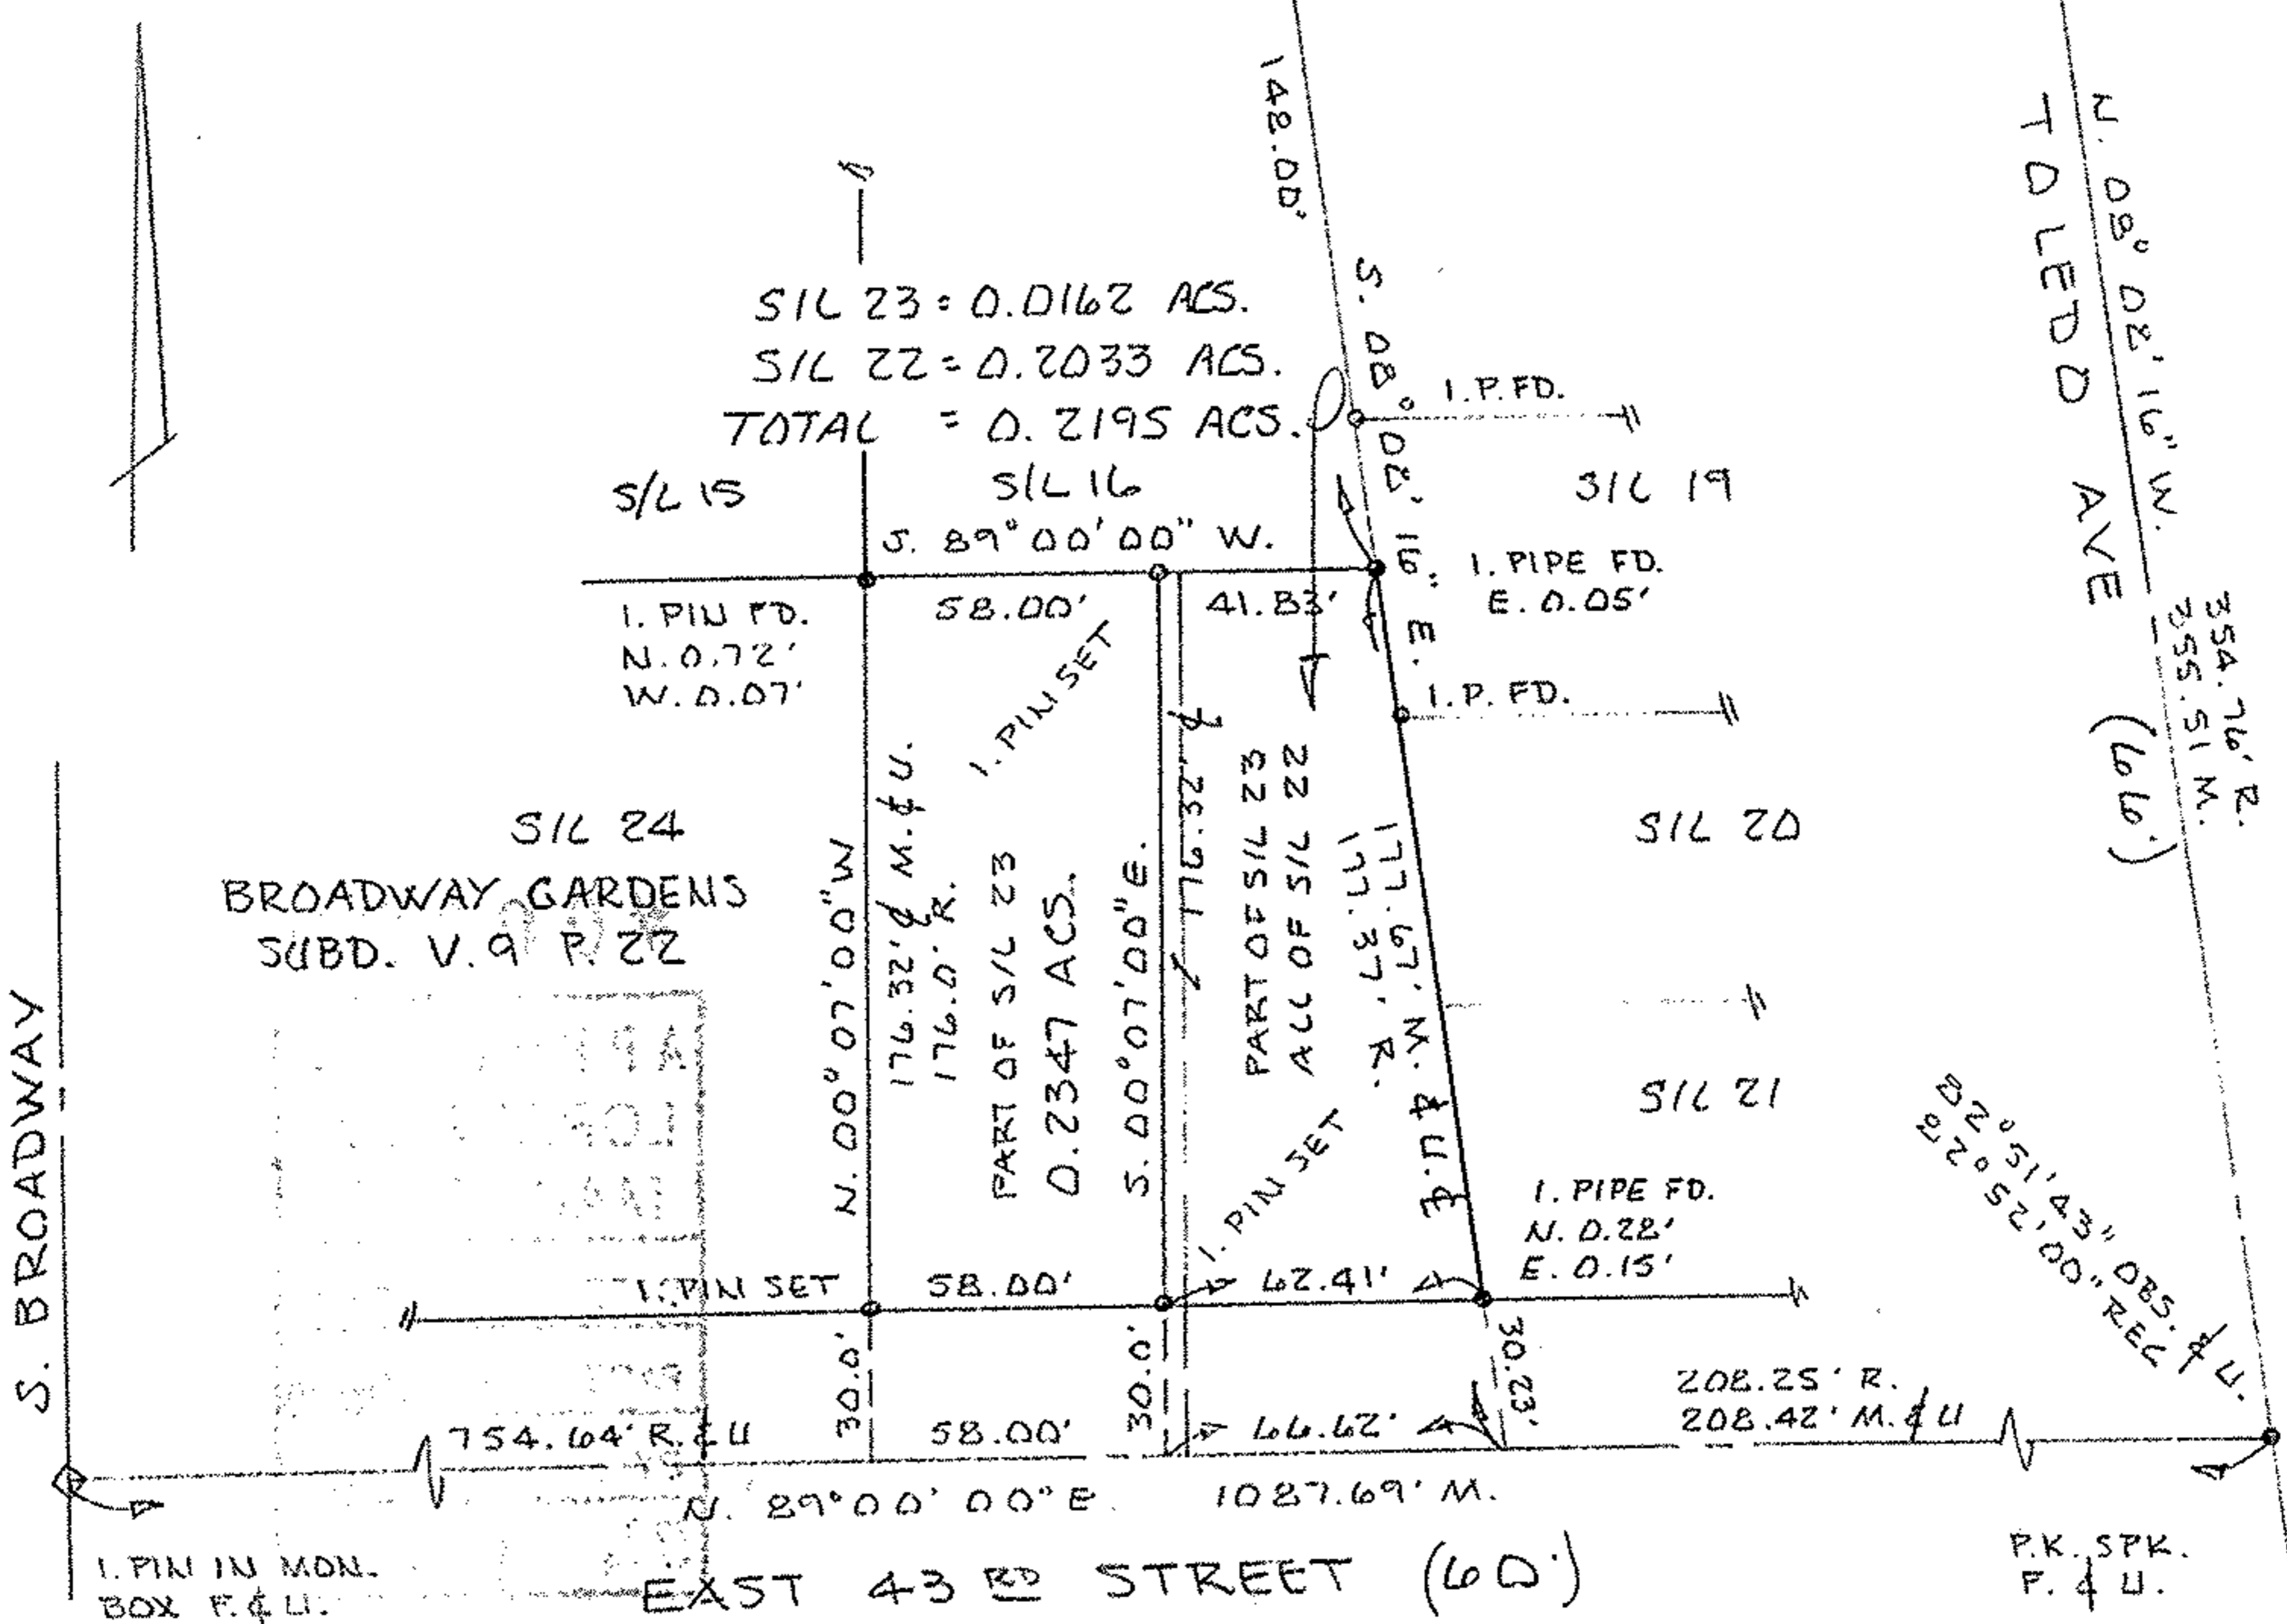 148.00'
N. 08° 02' 16" W.
TOLEDO AVE (66')
354.76' R.
355.51 M.
S/L 23 = 0.0162 ACS.
S/L 22 = 0.2033 ACS.
TOTAL = 0.2195 ACS.
S. 08° 02' 16" E.
I.P. FD.
S/L 15
S/L 16
S/L 19
S. 89° 00' 00" W.
I. PIPE FD.
E. 0.05'
I. PIN FD.
N. 0.72'
W. 0.07'
58.00'
41.83'
I. PIN SET
I.P. FD.
S/L 24
BROADWAY GARDENS
SUBD. V. 9 P. 22
N. 00° 07' 00" W
176.32' M. & U.
176.0' R.
PART OF S/L 23
0.2347 ACS.
S. 00° 07' 00" E.
176.32'
PART OF S/L 23
ALL OF S/L 22
177.67' M. & U.
177.37' R.
S/L 20
S/L 21
S. BROADWAY
I. PIN SET
I. PIPE FD.
N. 0.28'
E. 0.15'
82° 51' 43" OBS. & U.
82° 52' 00" REC
I. PIN SET
58.00'
62.41'
30.0'
30.0'
30.23'
754.64' R. & U
58.00'
66.62'
208.25' R.
208.42' M. & U
N. 89° 00' 00" E. 1087.69' M.
I. PIN IN MON.
BOX F. & U.
EAST 43 RD STREET (60')
P.K. SPK.
F. & U.